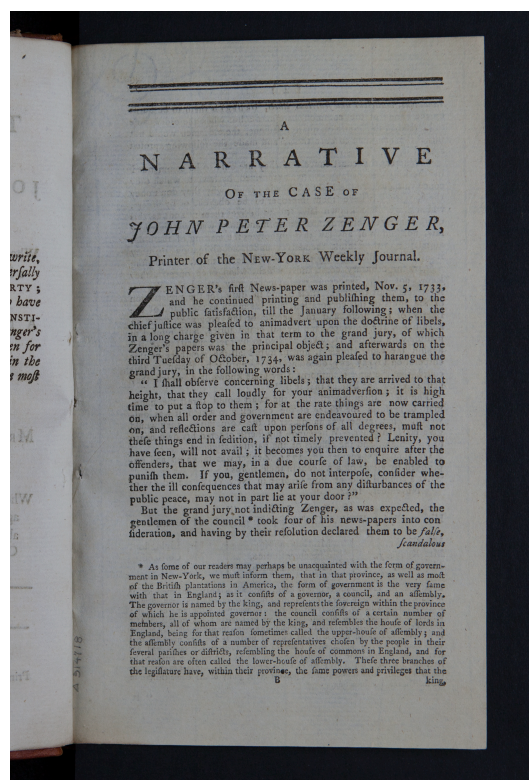 A
NARRATIVE
OF THE CASE OF
JOHN PETER ZENGER,
Printer of the NEW-YORK Weekly Journal.
ZENGER's firſt News-paper was printed, Nov. 5, 1733,
and he continued printing and publiſhing them, to the
public ſatisfaction, till the January following; when the
chief juſtice was pleaſed to animadvert upon the doctrine of libels,
in a long charge given in that term to the grand jury, of which
Zenger's papers was the principal object; and afterwards on the
third Tueſday of October, 1734, was again pleaſed to harangue the
grand jury, in the following words:
" I ſhall obſerve concerning libels; that they are arrived to that
height, that they call loudly for your animadverſion; it is high
time to put a ſtop to them; for at the rate things are now carried
on, when all order and government are endeavoured to be trampled
on, and reflections are caſt upon perſons of all degrees, muſt not
theſe things end in ſedition, if not timely prevented? Lenity, you
have ſeen, will not avail; it becomes you then to enquire after the
offenders, that we may, in a due courſe of law, be enabled to
puniſh them. If you, gentlemen, do not interpoſe, conſider whe-
ther the ill conſequences that may ariſe from any diſturbances of the
public peace, may not in part lie at your door?"
But the grand jury not indicting Zenger, as was expected, the
gentlemen of the council * took four of his news-papers into con
ſideration, and having by their reſolution declared them to be falſe,
ſcandalous
* As ſome of our readers may perhaps be unacquainted with the form of govern-
ment in New-York, we muſt inform them, that in that province, as well as moſt
of the Britiſh plantations in America, the form of government is the very ſame
with that in England; as it conſiſts of a governor, a council, and an aſſembly.
The governor is named by the king, and repreſents the ſovereign within the province
of which he is appointed governor: the council conſiſts of a certain number of
members, all of whom are named by the king, and reſembles the houſe of lords in
England, being for that reaſon ſometimes called the upper-houſe of aſſembly; and
the aſſembly conſiſts of a number of repreſentatives choſen by the people in their
ſeveral pariſhes or diſtricts, reſembling the houſe of commons in England, and for
that reaſon are often called the lower-houſe of aſſembly. Theſe three branches of
the legiſlature have, within their province, the ſame powers and privileges that the
B king,
write,
erſally
RTY;
have
NSTI-
nger's
en for
in the
moſt